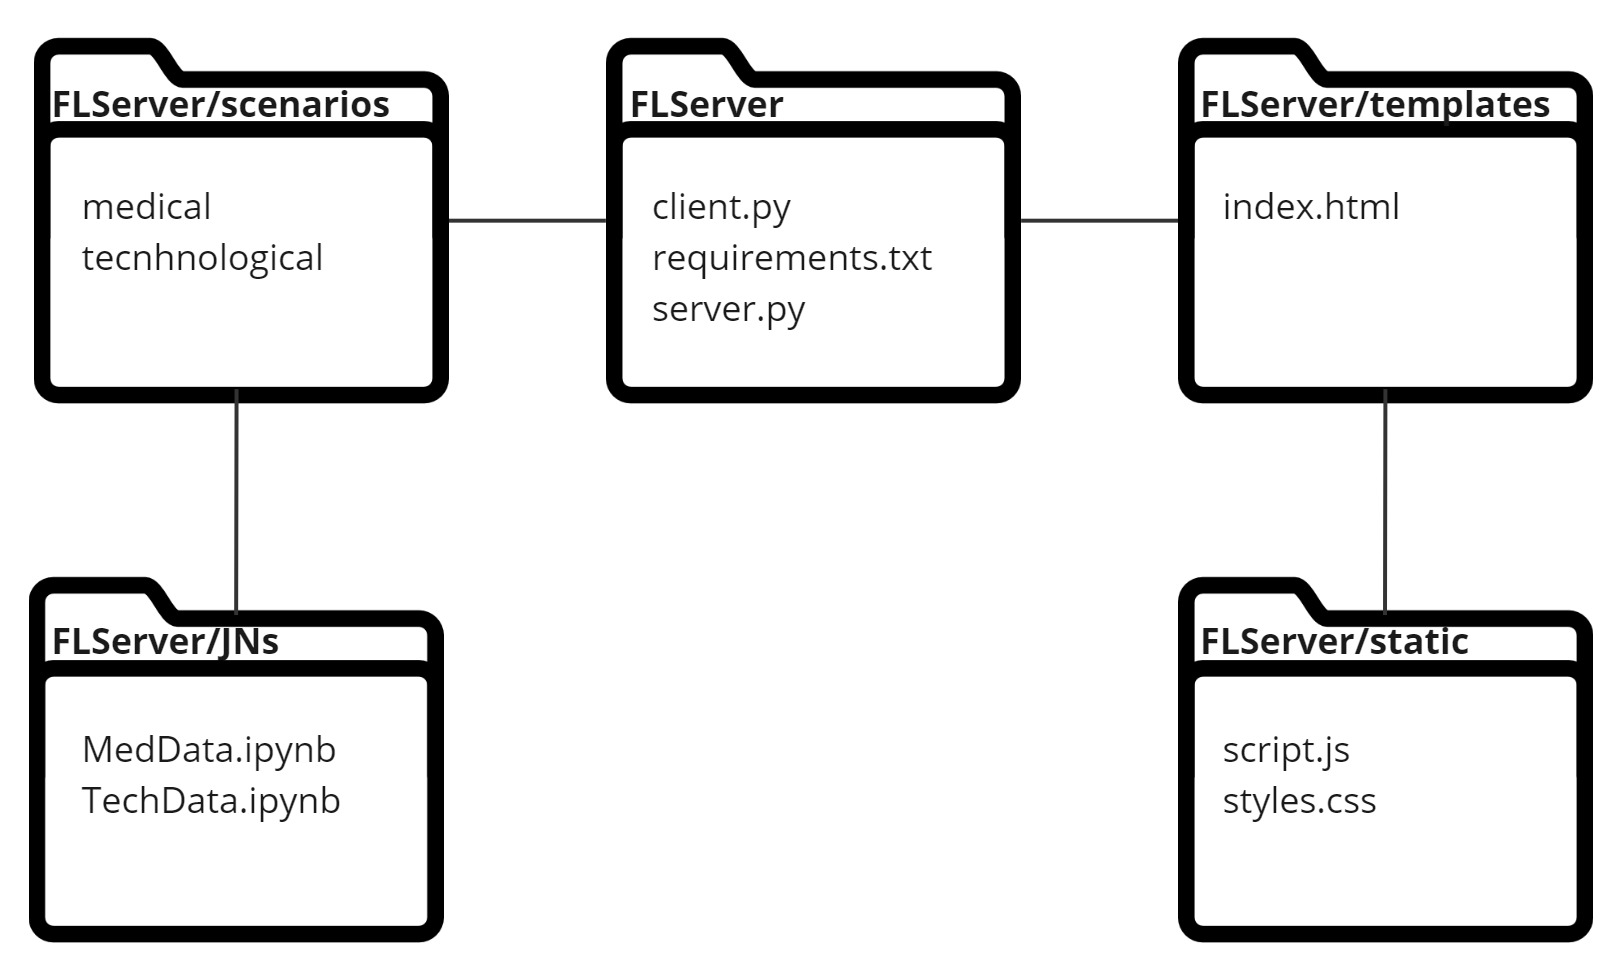 FLServer/scenarios
medical
tecnhnological
FLServer
client.py
requirements.txt
server.py
FLServer/templates
index.html
FLServer/JNs
MedData.ipynb
TechData.ipynb
FLServer/static
script.js
styles.css